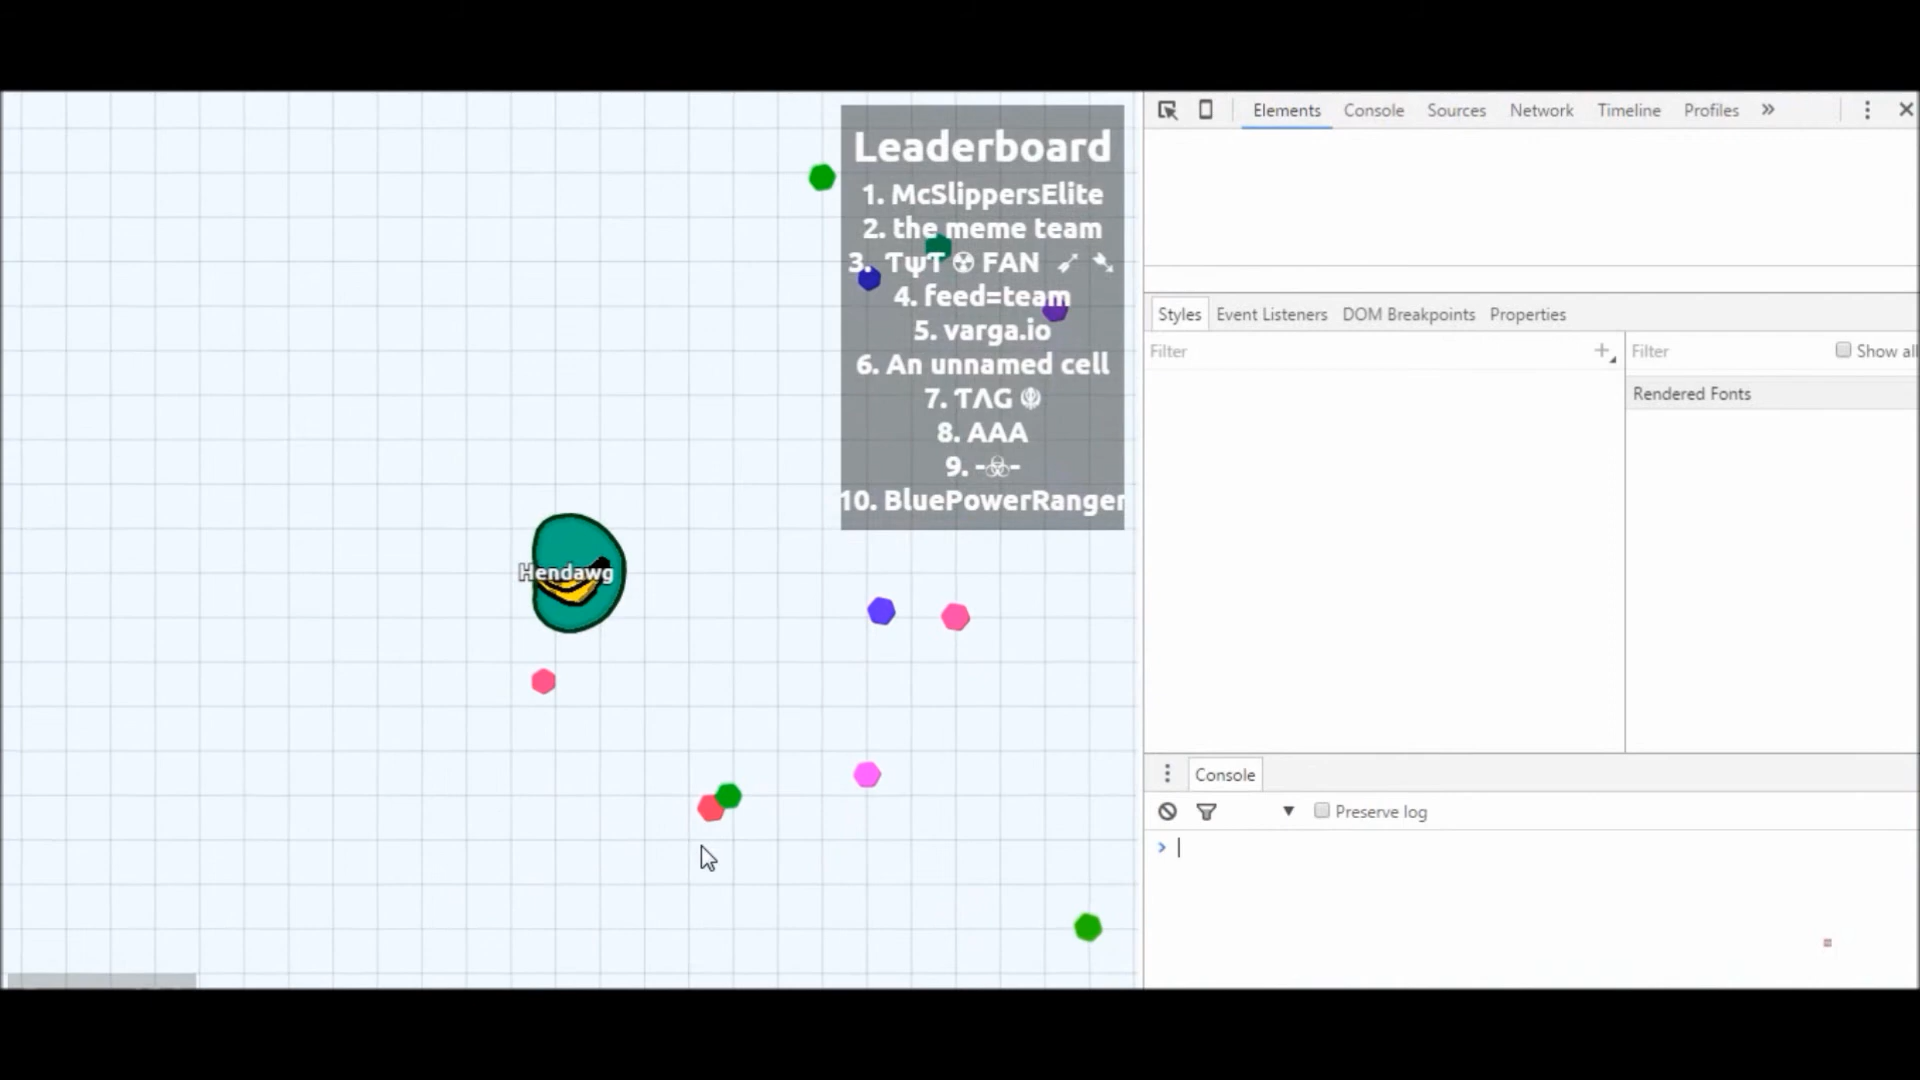 Leaderboard
1. McSlippersElite
2. the meme team
3. ƬψƬ ☢ FAN ➶ ➴
4. feed=team
5. varga.io
6. An unnamed cell
7. ƬΛG ☬
8. AAA
9. -☣-
10. BluePowerRanger
Hendawg
Elements Console Sources Network Timeline Profiles »
Styles Event Listeners DOM Breakpoints Properties
Filter
Filter Show all
Rendered Fonts
Console
Preserve log